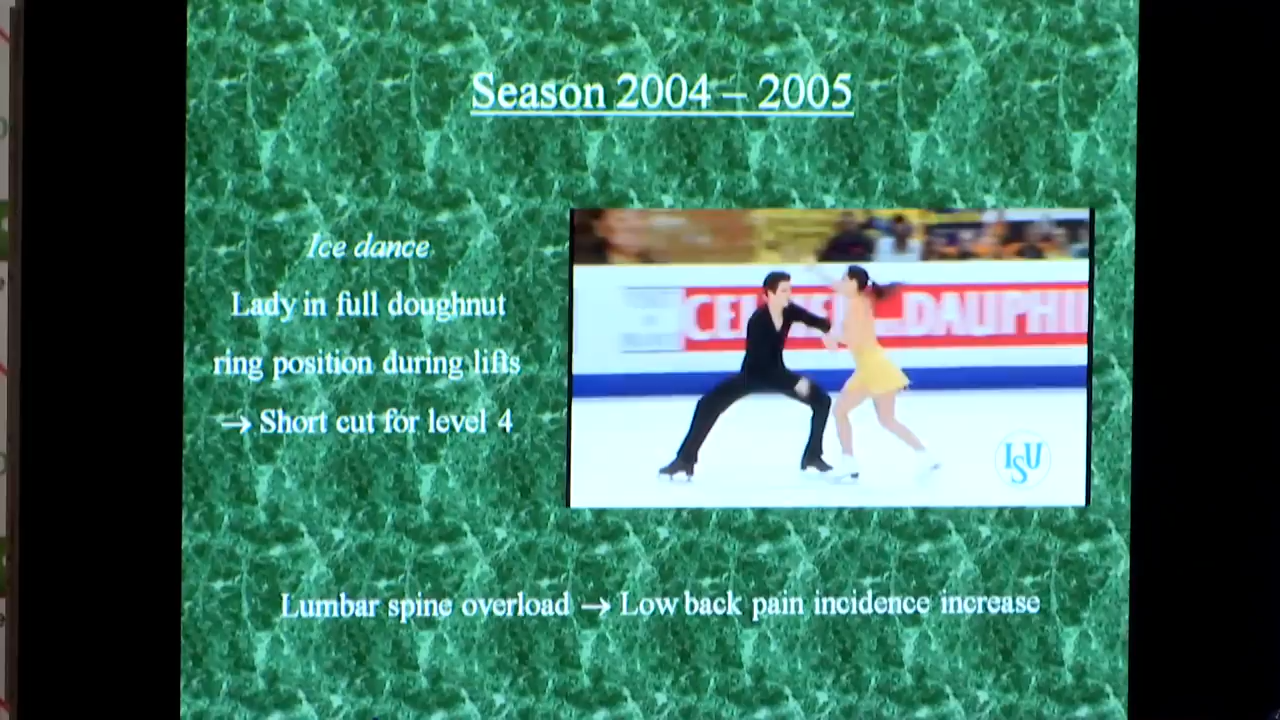 Season 2004 – 2005
Ice dance
Lady in full doughnut
ring position during lifts
→ Short cut for level 4
DAUPHI
ISU
Lumbar spine overload → Low back pain incidence increase